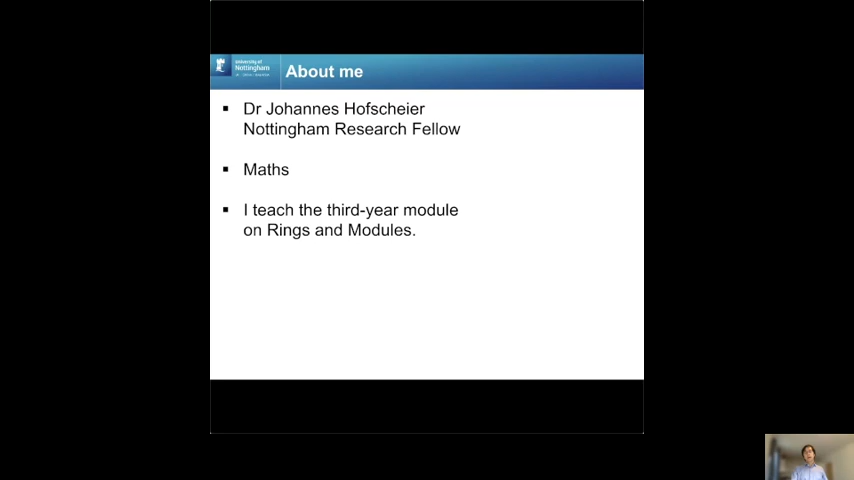 University of
Nottingham
About me
▪ Dr Johannes Hofscheier
Nottingham Research Fellow
▪ Maths
▪ I teach the third-year module
on Rings and Modules.